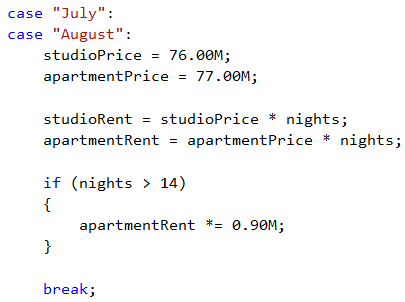 case "July":
case "August":
    studioPrice = 76.00M;
    apartmentPrice = 77.00M;

    studioRent = studioPrice * nights;
    apartmentRent = apartmentPrice * nights;

    if (nights > 14)
    {
        apartmentRent *= 0.90M;
    }

    break;